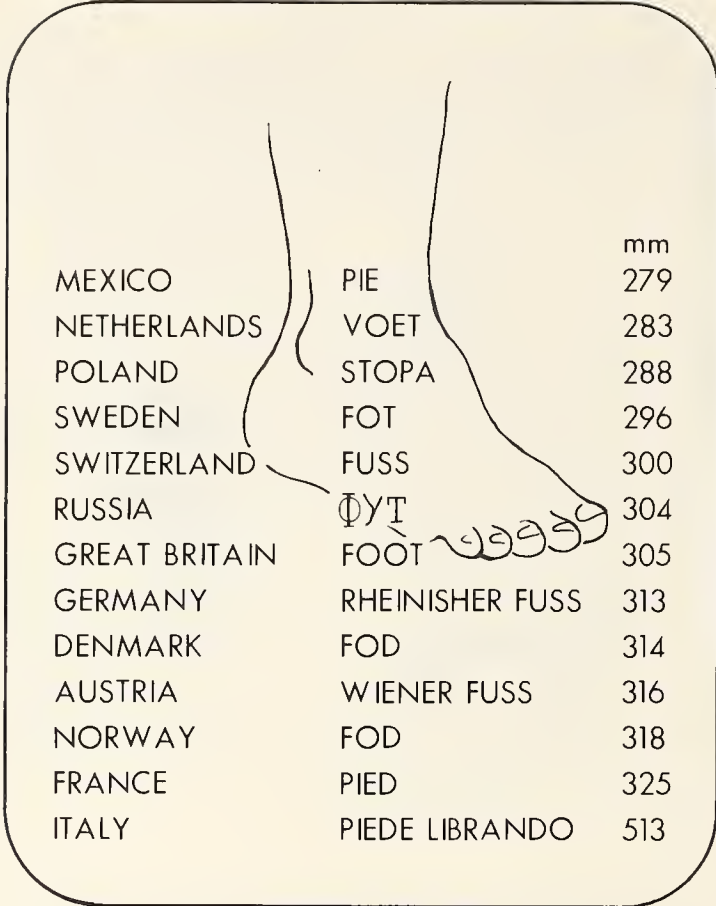 mm
MEXICO PIE 279
NETHERLANDS VOET 283
POLAND STOPA 288
SWEDEN FOT 296
SWITZERLAND FUSS 300
RUSSIA ФУТ 304
GREAT BRITAIN FOOT 305
GERMANY RHEINISHER FUSS 313
DENMARK FOD 314
AUSTRIA WIENER FUSS 316
NORWAY FOD 318
FRANCE PIED 325
ITALY PIEDE LIBRANDO 513